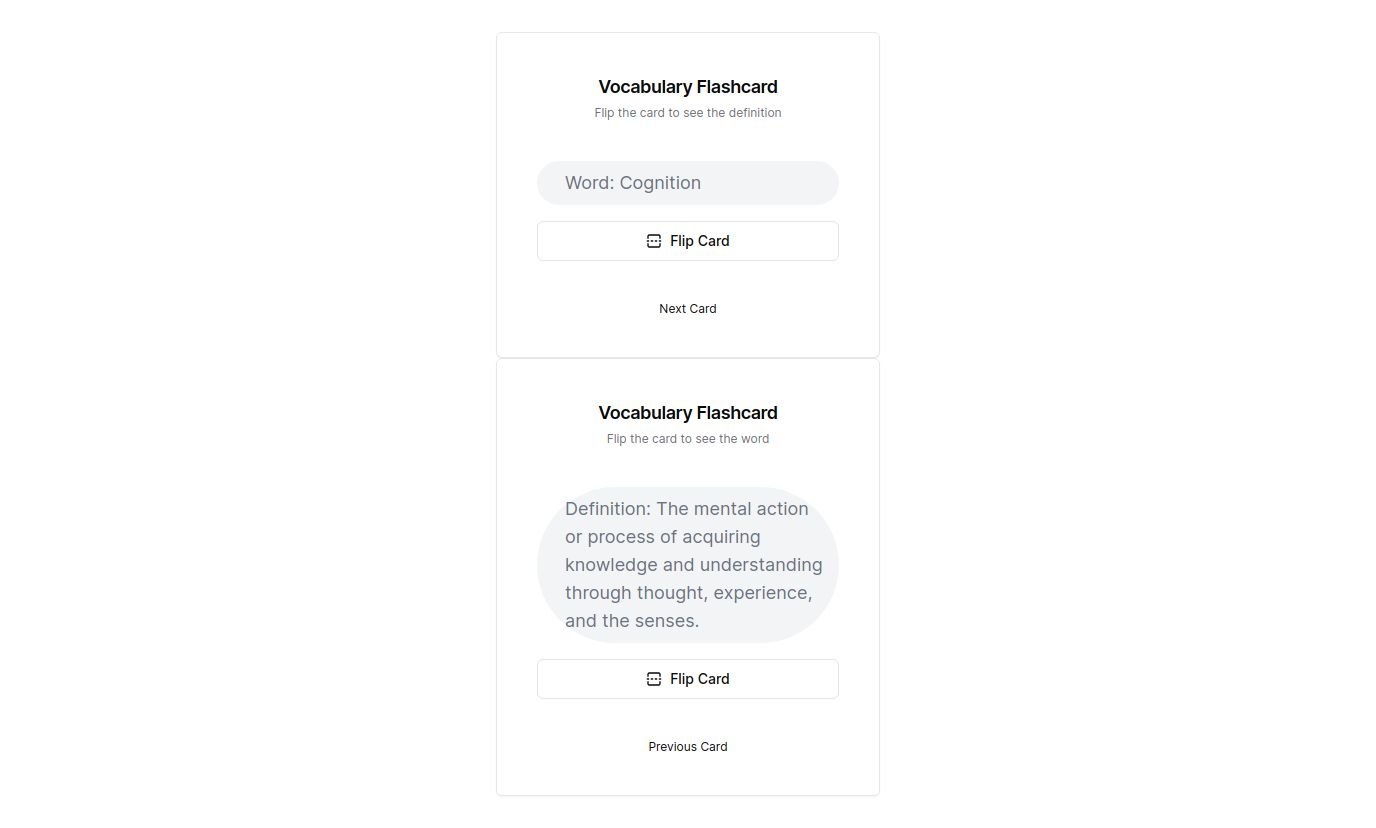 Vocabulary Flashcard
Flip the card to see the definition
Word: Cognition
Flip Card
Next Card
Vocabulary Flashcard
Flip the card to see the word
Definition: The mental action
or process of acquiring
knowledge and understanding
through thought, experience,
and the senses.
Flip Card
Previous Card